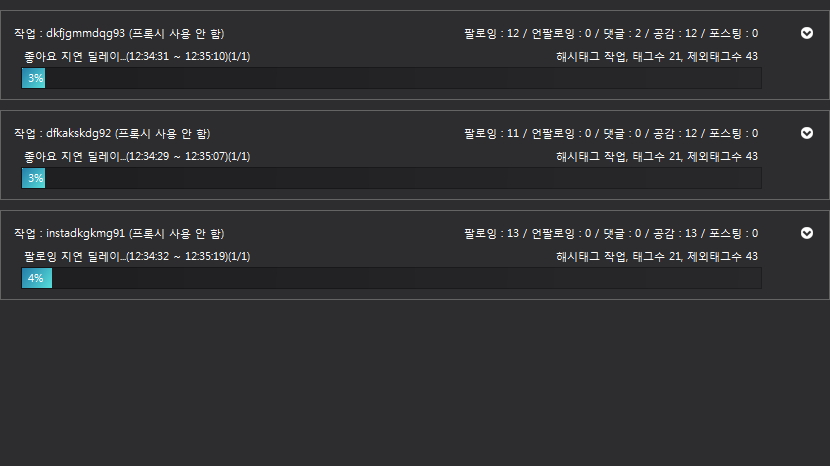 작업 : dkfjgmmdqg93 (프록시 사용 안 함) 팔로잉 : 12 / 언팔로잉 : 0 / 댓글 : 2 / 공감 : 12 / 포스팅 : 0
좋아요 지연 딜레이...(12:34:31 ~ 12:35:10)(1/1) 해시태그 작업, 태그수 21, 제외태그수 43
3%
작업 : dfkakskdg92 (프록시 사용 안 함) 팔로잉 : 11 / 언팔로잉 : 0 / 댓글 : 0 / 공감 : 12 / 포스팅 : 0
좋아요 지연 딜레이...(12:34:29 ~ 12:35:07)(1/1) 해시태그 작업, 태그수 21, 제외태그수 43
3%
작업 : instadkgkmg91 (프록시 사용 안 함) 팔로잉 : 13 / 언팔로잉 : 0 / 댓글 : 0 / 공감 : 13 / 포스팅 : 0
팔로잉 지연 딜레이...(12:34:32 ~ 12:35:19)(1/1) 해시태그 작업, 태그수 21, 제외태그수 43
4%